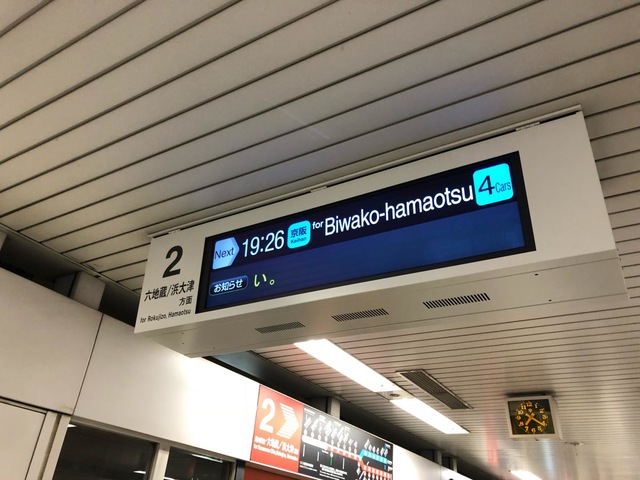 2
六地蔵/浜大津
方面
for Rokujizo, Hamaotsu
Next 19:26 京阪 Keihan for Biwako-hamaotsu 4 Cars
お知らせ い。
2